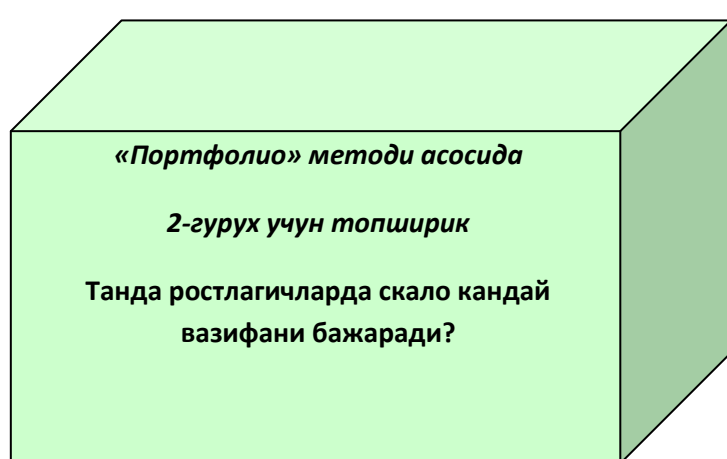 «Портфолио» методи асосида
2-гурух учун топширик
Танда ростлагичларда скало кандай
вазифани бажаради?